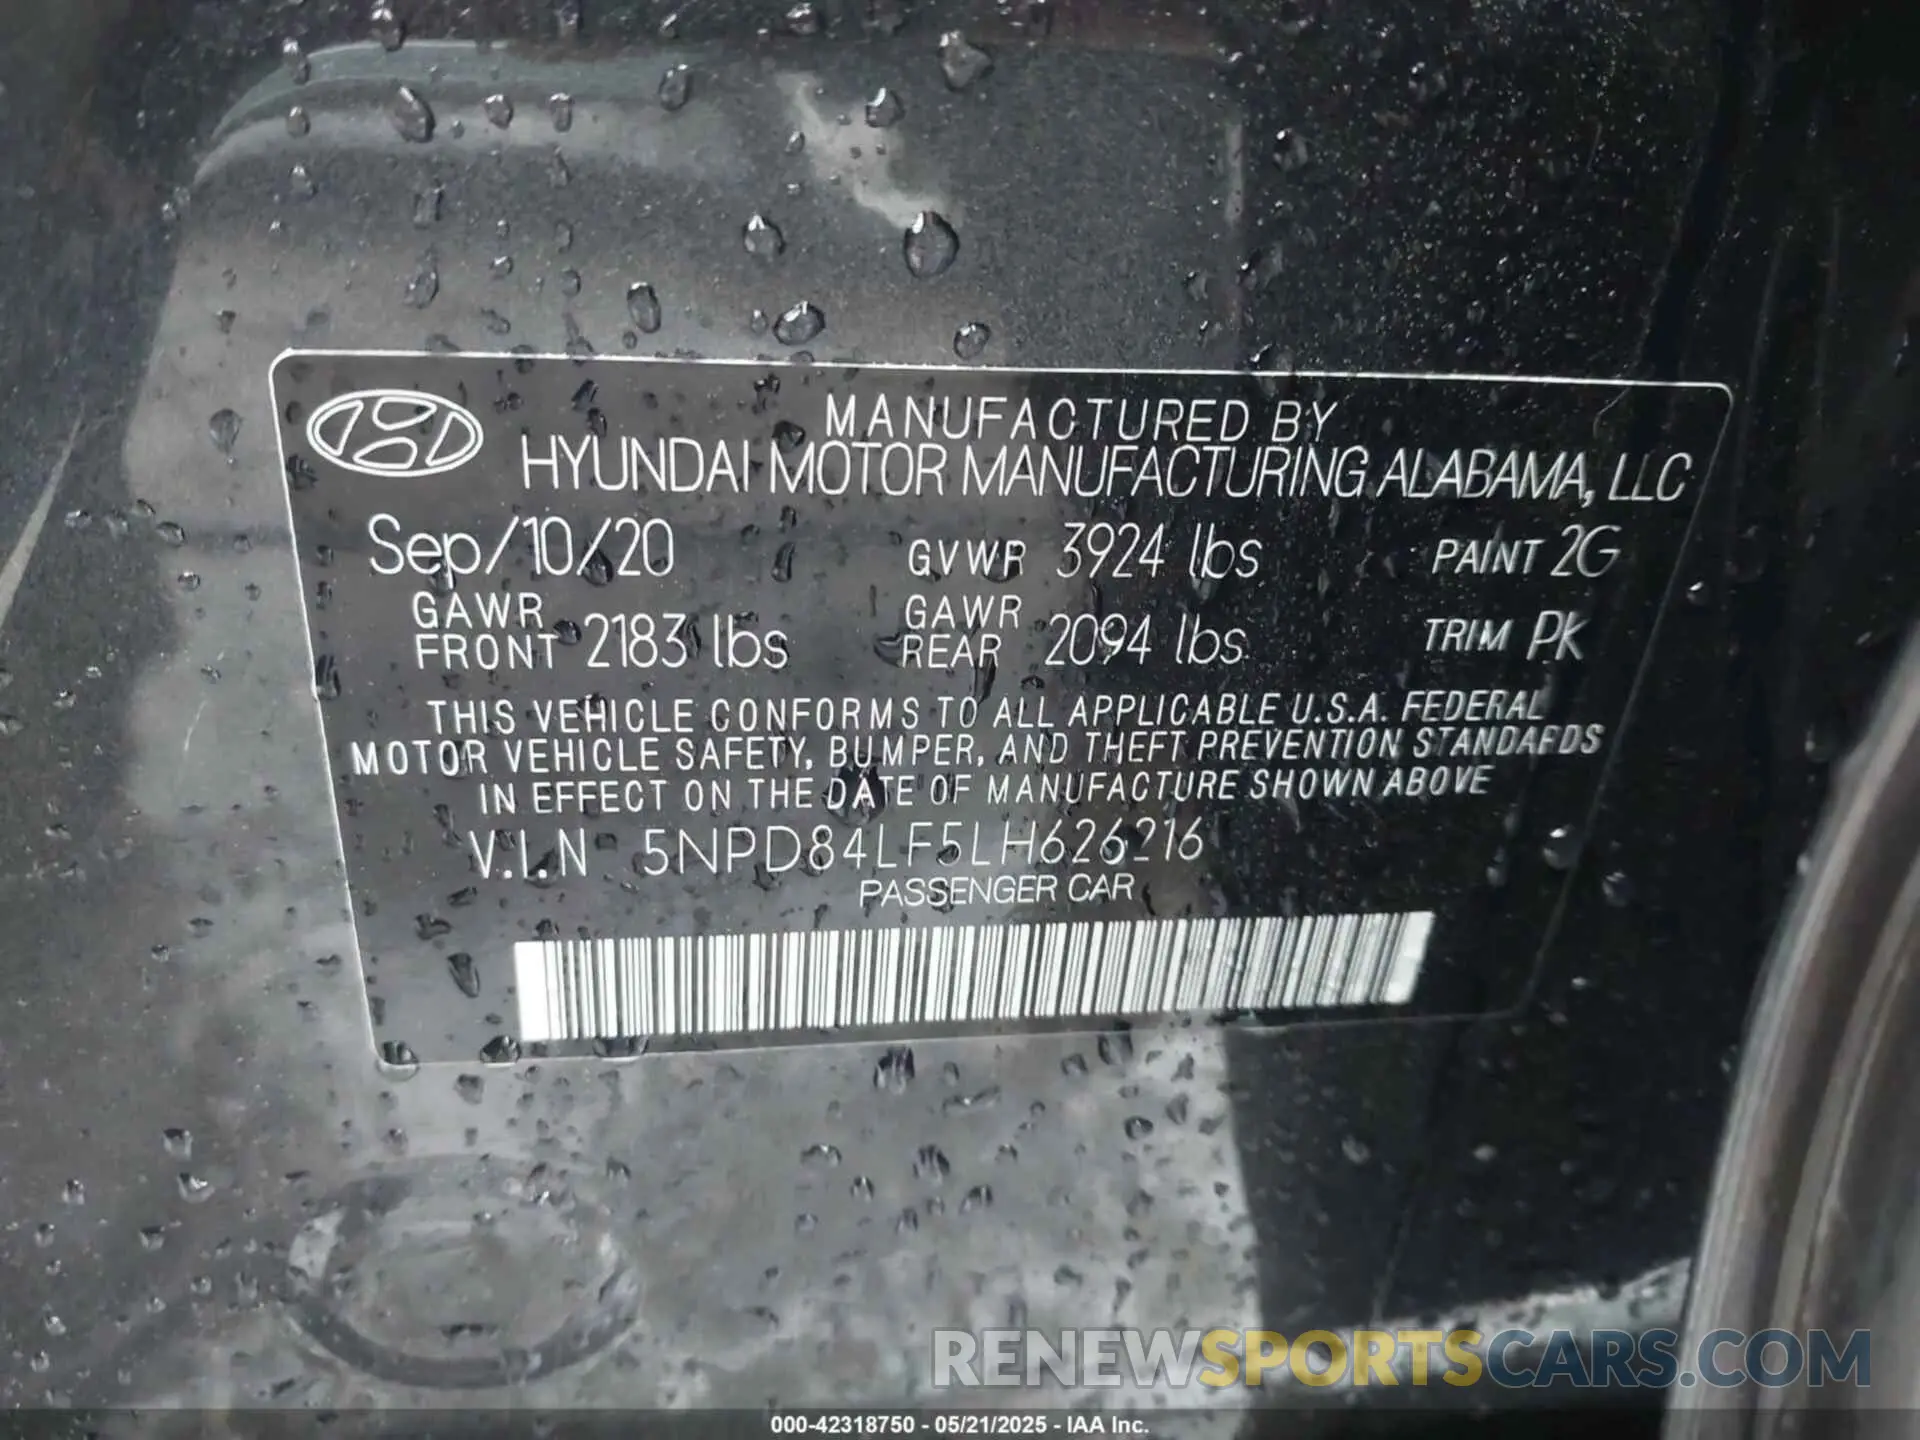 MANUFACTURED BY
HYUNDAI MOTOR MANUFACTURING ALABAMA, LLC
Sep/10/20 GVWR 3924 lbs PAINT 2G
GAWR FRONT 2183 lbs GAWR REAR 2094 lbs TRIM PK
THIS VEHICLE CONFORMS TO ALL APPLICABLE U.S.A. FEDERAL
MOTOR VEHICLE SAFETY, BUMPER, AND THEFT PREVENTION STANDARDS
IN EFFECT ON THE DATE OF MANUFACTURE SHOWN ABOVE
V.I.N 5NPD84LF5LH626216
PASSENGER CAR
RENEWSPORTSCARS.COM
000-42318750 - 05/21/2025 - IAA Inc.